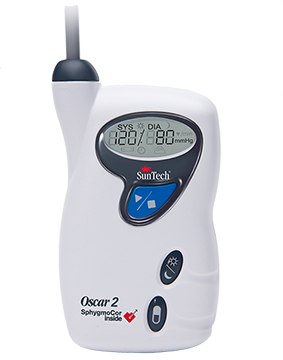 SYS DIA
120/80 mmHg
SunTech
Oscar 2
SphygmoCor
inside